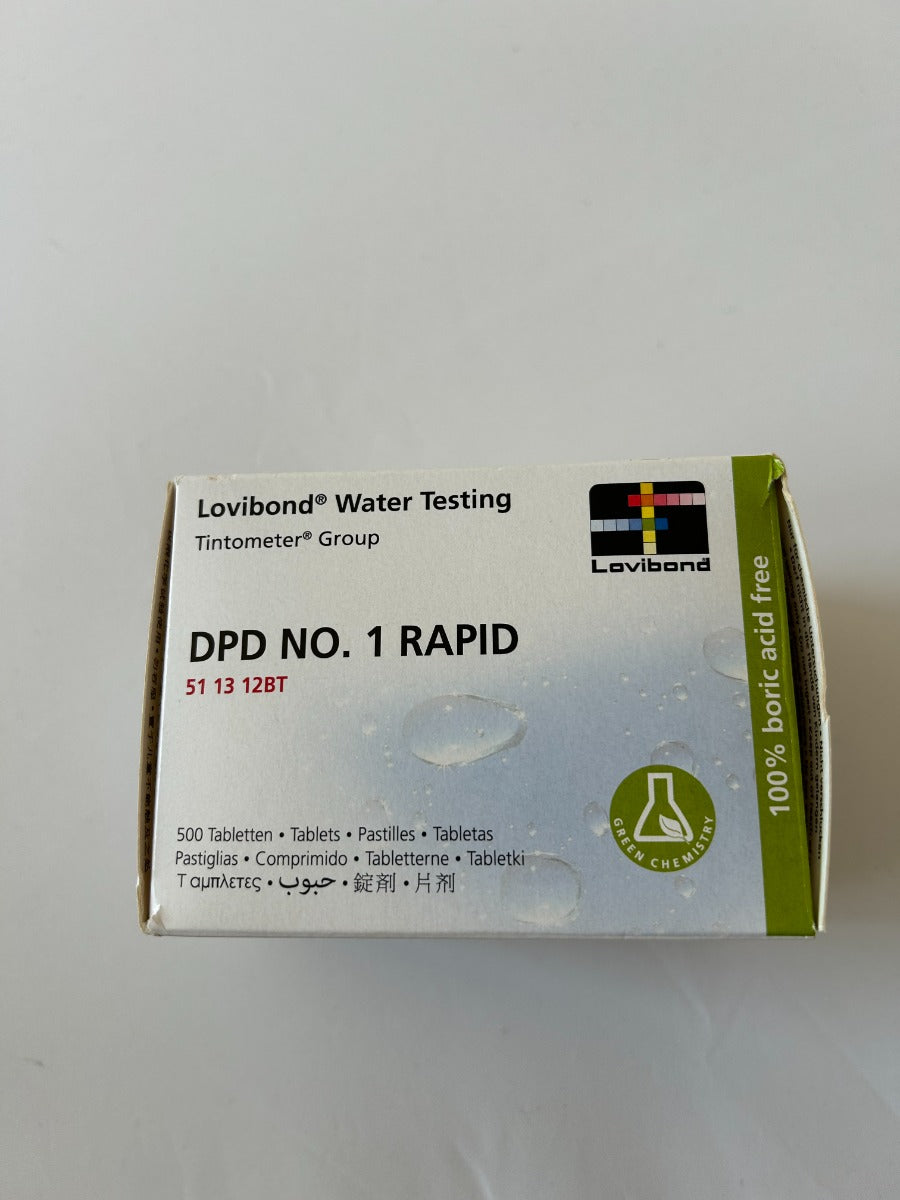 Lovibond® Water Testing
Tintometer® Group
Lovibond®
DPD NO. 1 RAPID
51 13 12BT
500 Tabletten • Tablets • Pastilles • Tabletas
Pastiglias • Comprimido • Tabletterne • Tabletki
Ταμπλετες • حبوب • 錠剤 • 片剂
GREEN CHEMISTRY
100% boric acid free